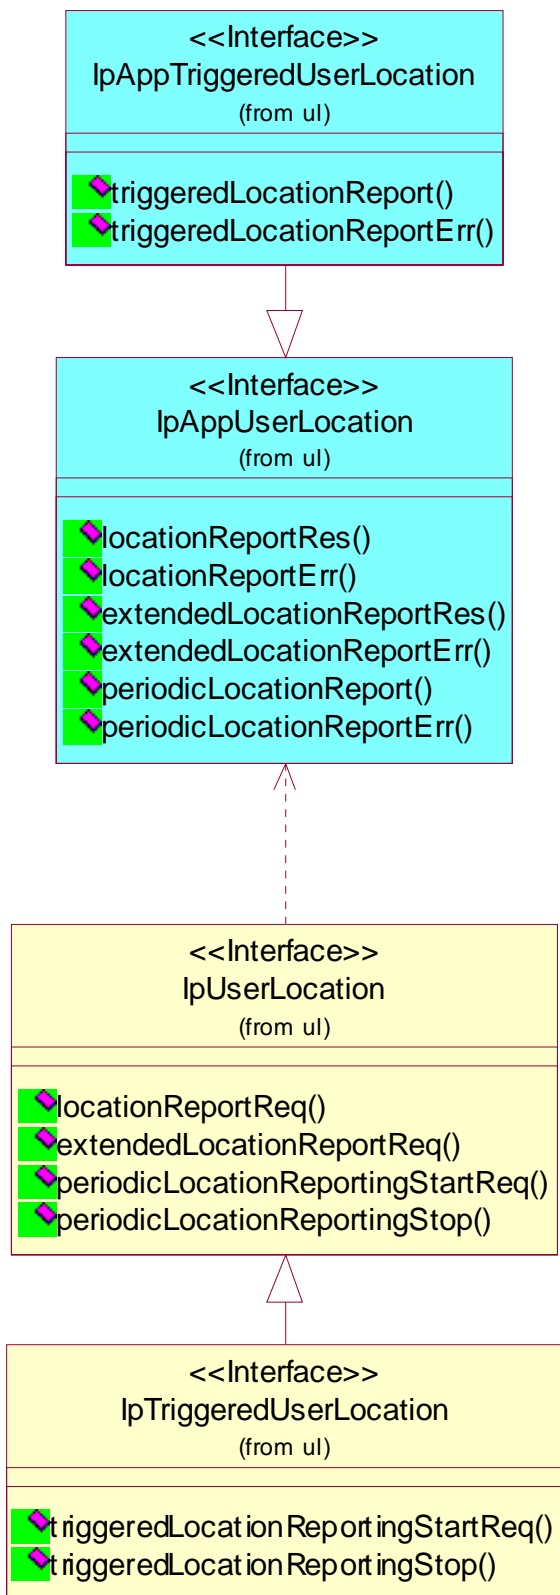 <<Interface>>
IpAppTriggeredUserLocation
(from ul)
triggeredLocationReport()
triggeredLocationReportErr()
<<Interface>>
IpAppUserLocation
(from ul)
locationReportRes()
locationReportErr()
extendedLocationReportRes()
extendedLocationReportErr()
periodicLocationReport()
periodicLocationReportErr()
<<Interface>>
IpUserLocation
(from ul)
locationReportReq()
extendedLocationReportReq()
periodicLocationReportingStartReq()
periodicLocationReportingStop()
<<Interface>>
IpTriggeredUserLocation
(from ul)
triggeredLocationReportingStartReq()
triggeredLocationReportingStop()